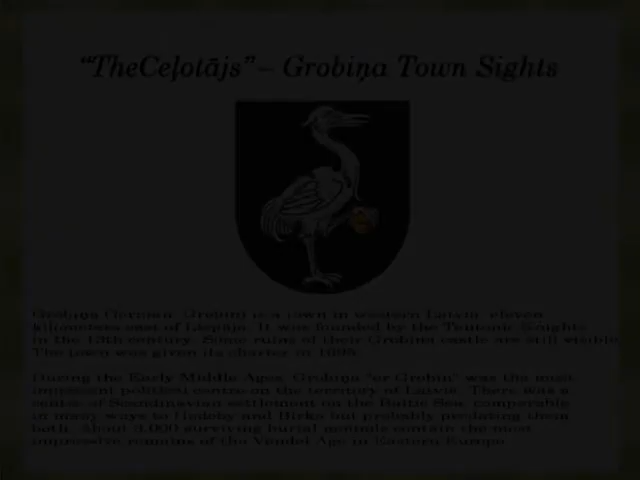 “TheCeļotājs” – Grobiņa Town Sights
Grobiņa German: Grobin) is a town in western Latvia, eleven
kilometers east of Liepāja. It was founded by the Teutonic Knights
in the 13th century. Some ruins of their Grobina castle are still visible.
The town was given its charter in 1695.
During the Early Middle Ages, Grobiņa "or Grobin" was the most
important political centre on the territory of Latvia. There was a
centre of Scandinavian settlement on the Baltic Sea, comparable
in many ways to Hedeby and Birka but probably predating them
both. About 3,000 surviving burial mounds contain the most
impressive remains of the Vendel Age in Eastern Europe.